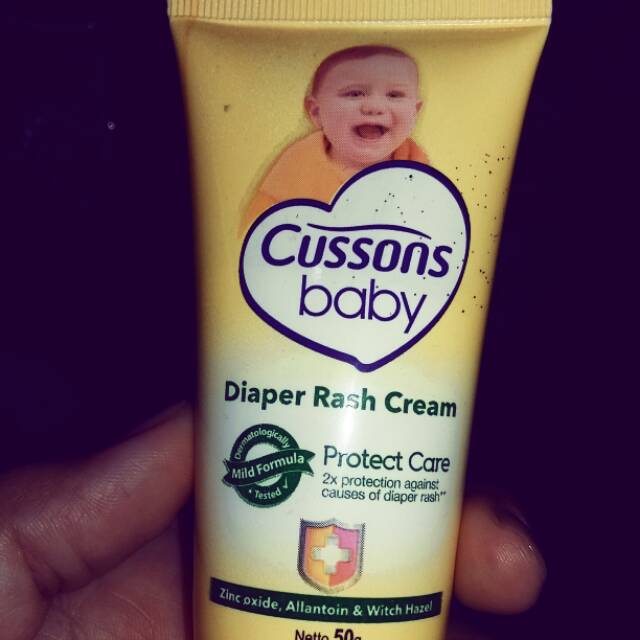 Cussons
baby
Diaper Rash Cream
Dermatologically
Mild Formula
• Tested ✓
Protect Care
2x protection against
causes of diaper rash**
Zinc oxide, Allantoin & Witch Hazel
Netto 50g